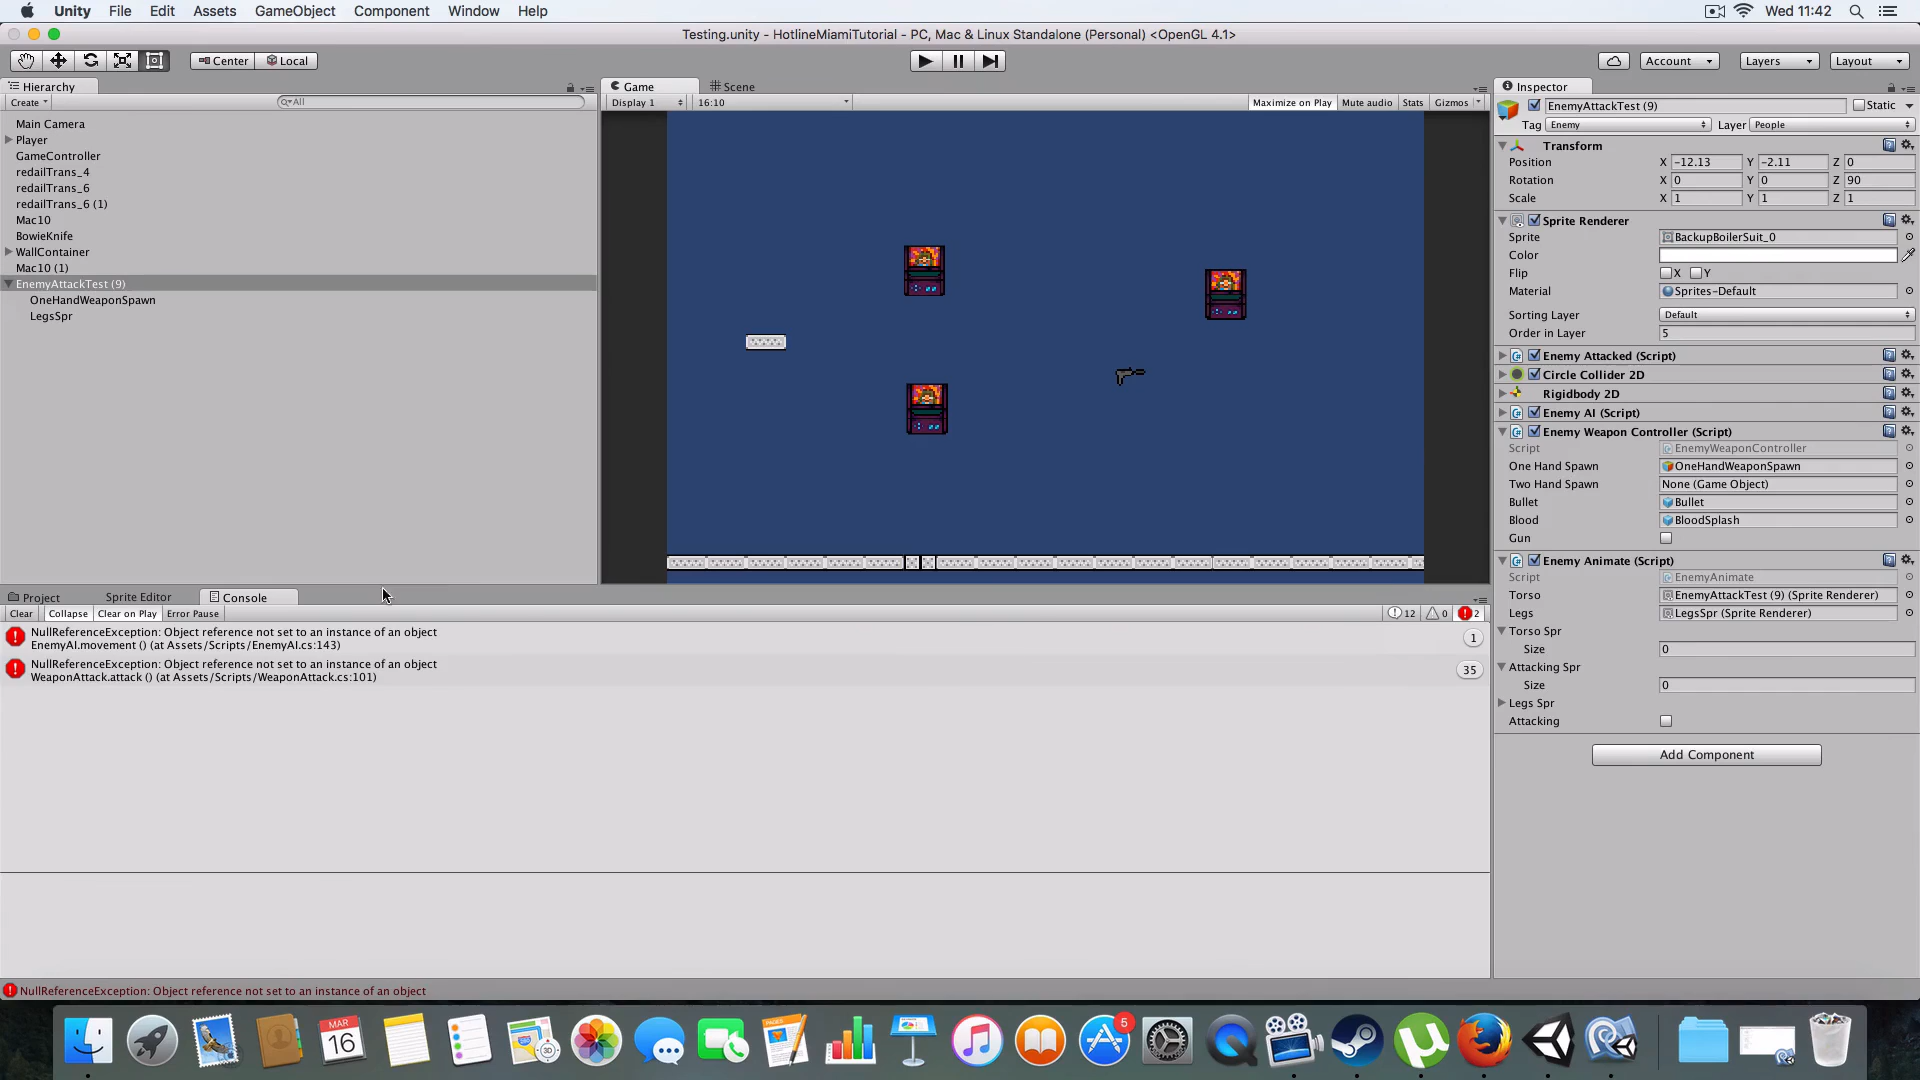 Unity File Edit Assets GameObject Component Window Help
Wed 11:42
Testing.unity - HotlineMiamiTutorial - PC, Mac & Linux Standalone (Personal) <OpenGL 4.1>
Center Local
Account Layers Layout
Hierarchy
Create All
Main Camera
Player
GameController
redailTrans_4
redailTrans_6
redailTrans_6 (1)
Mac10
BowieKnife
WallContainer
Mac10 (1)
EnemyAttackTest (9)
OneHandWeaponSpawn
LegsSpr
Game Scene
Display 1 16:10 Maximize on Play Mute audio Stats Gizmos
Inspector
EnemyAttackTest (9) Static
Tag Enemy Layer People
Transform
Position X -12.13 Y -2.11 Z 0
Rotation X 0 Y 0 Z 90
Scale X 1 Y 1 Z 1
Sprite Renderer
Sprite BackupBoilerSuit_0
Color
Flip X Y
Material Sprites-Default
Sorting Layer Default
Order in Layer 5
Enemy Attacked (Script)
Circle Collider 2D
Rigidbody 2D
Enemy AI (Script)
Enemy Weapon Controller (Script)
Script EnemyWeaponController
One Hand Spawn OneHandWeaponSpawn
Two Hand Spawn None (Game Object)
Bullet Bullet
Blood BloodSplash
Gun
Enemy Animate (Script)
Script EnemyAnimate
Torso EnemyAttackTest (9) (Sprite Renderer)
Legs LegsSpr (Sprite Renderer)
Torso Spr
Size 0
Attacking Spr
Size 0
Legs Spr
Attacking
Add Component
Project Sprite Editor Console
Clear Collapse Clear on Play Error Pause 12 0 2
NullReferenceException: Object reference not set to an instance of an object
EnemyAI.movement () (at Assets/Scripts/EnemyAI.cs:143)
1
NullReferenceException: Object reference not set to an instance of an object
WeaponAttack.attack () (at Assets/Scripts/WeaponAttack.cs:101)
35
NullReferenceException: Object reference not set to an instance of an object
MAR
16
PAGES
5